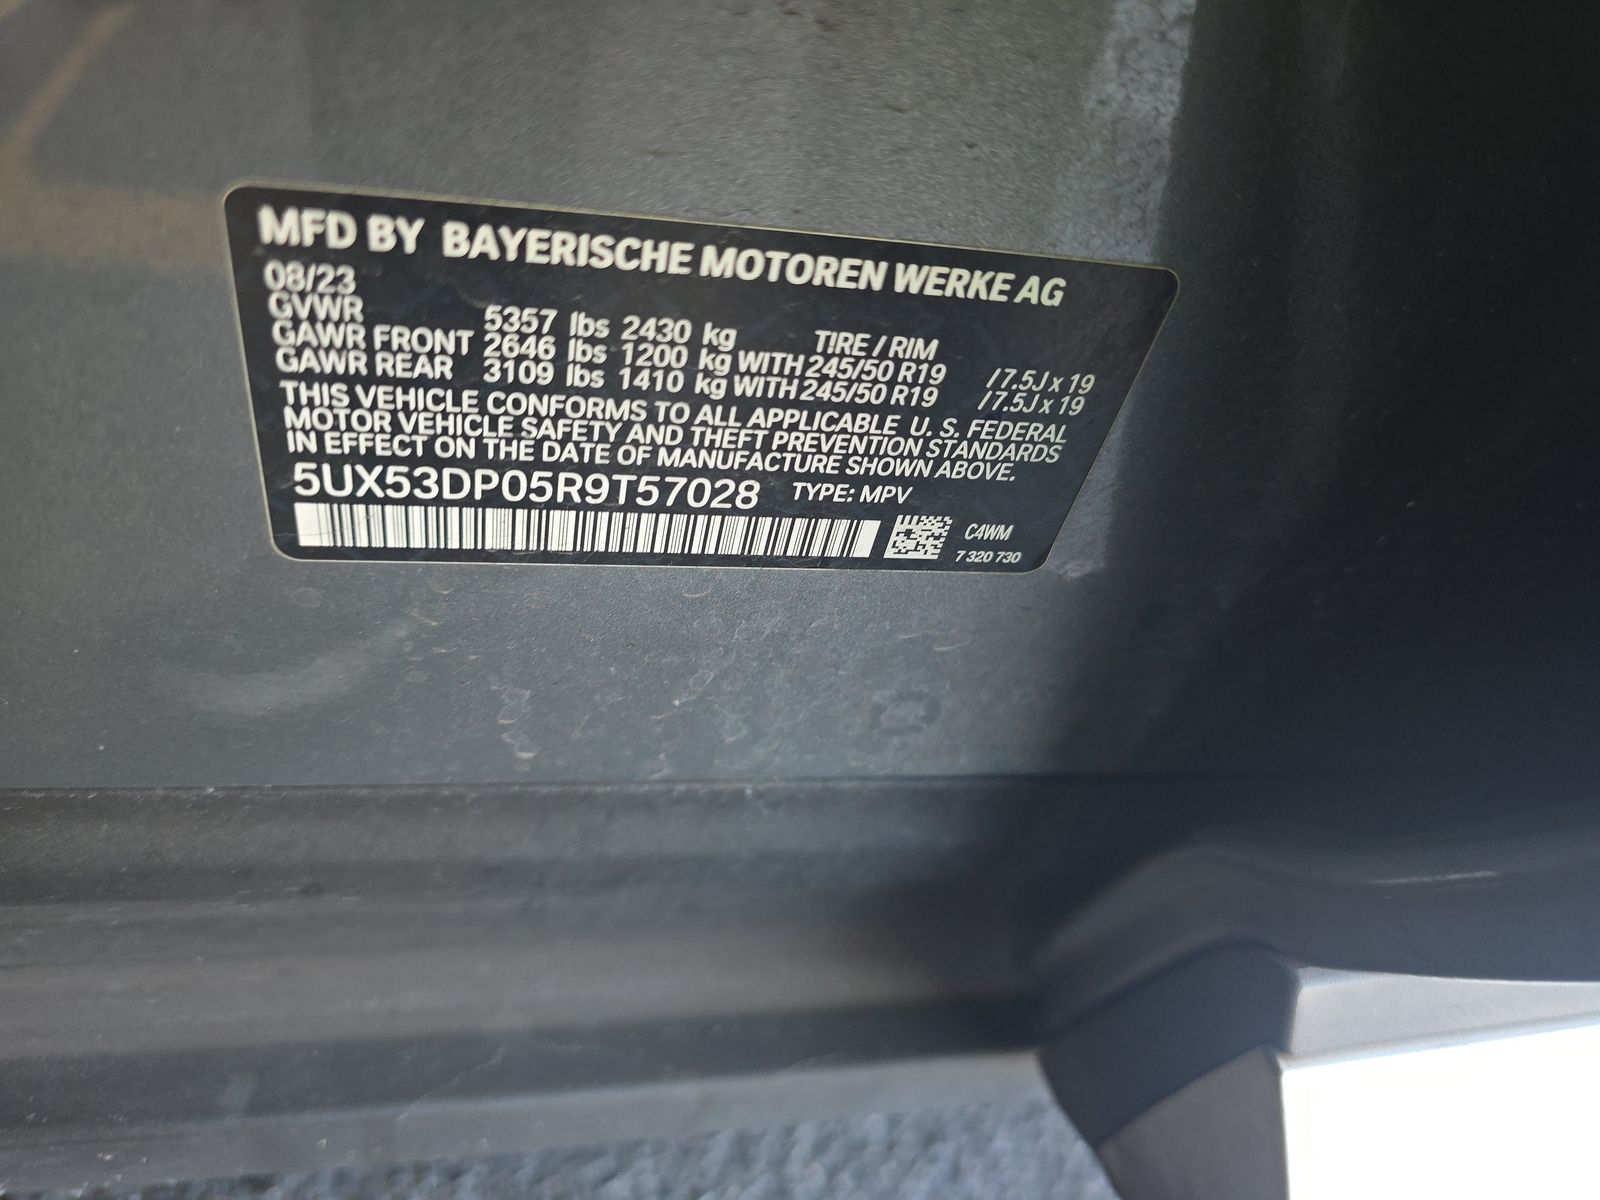 MFD BY BAYERISCHE MOTOREN WERKE AG
08/23
GVWR 5357 lbs 2430 kg TIRE / RIM
GAWR FRONT 2646 lbs 1200 kg WITH 245/50 R19 /7.5J x 19
GAWR REAR 3109 lbs 1410 kg WITH 245/50 R19 /7.5J x 19
THIS VEHICLE CONFORMS TO ALL APPLICABLE U. S. FEDERAL
MOTOR VEHICLE SAFETY AND THEFT PREVENTION STANDARDS
IN EFFECT ON THE DATE OF MANUFACTURE SHOWN ABOVE.
5UX53DP05R9T57028 TYPE: MPV
C4WM
7 320 730